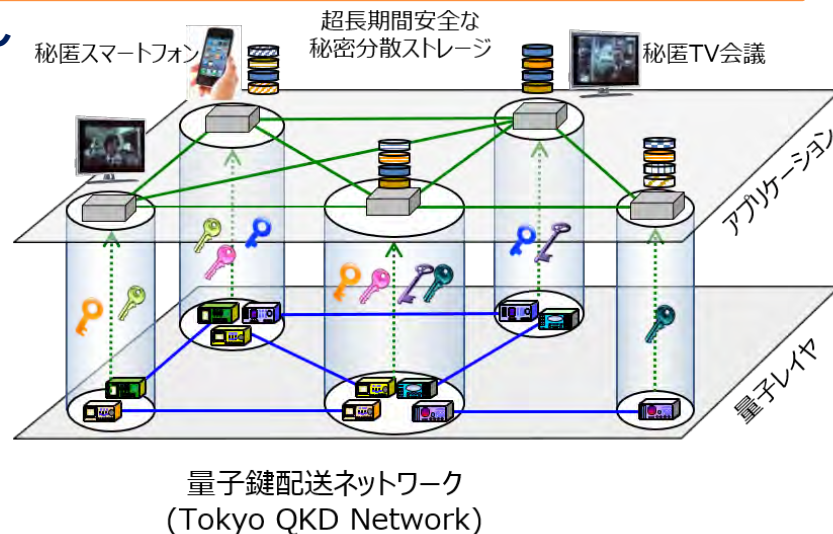 超長期間安全な
秘匿スマートフォン
秘密分散ストレージ
秘匿TV会議
アプリケーション
量子レイヤ
量子鍵配送ネットワーク
(Tokyo QKD Network)